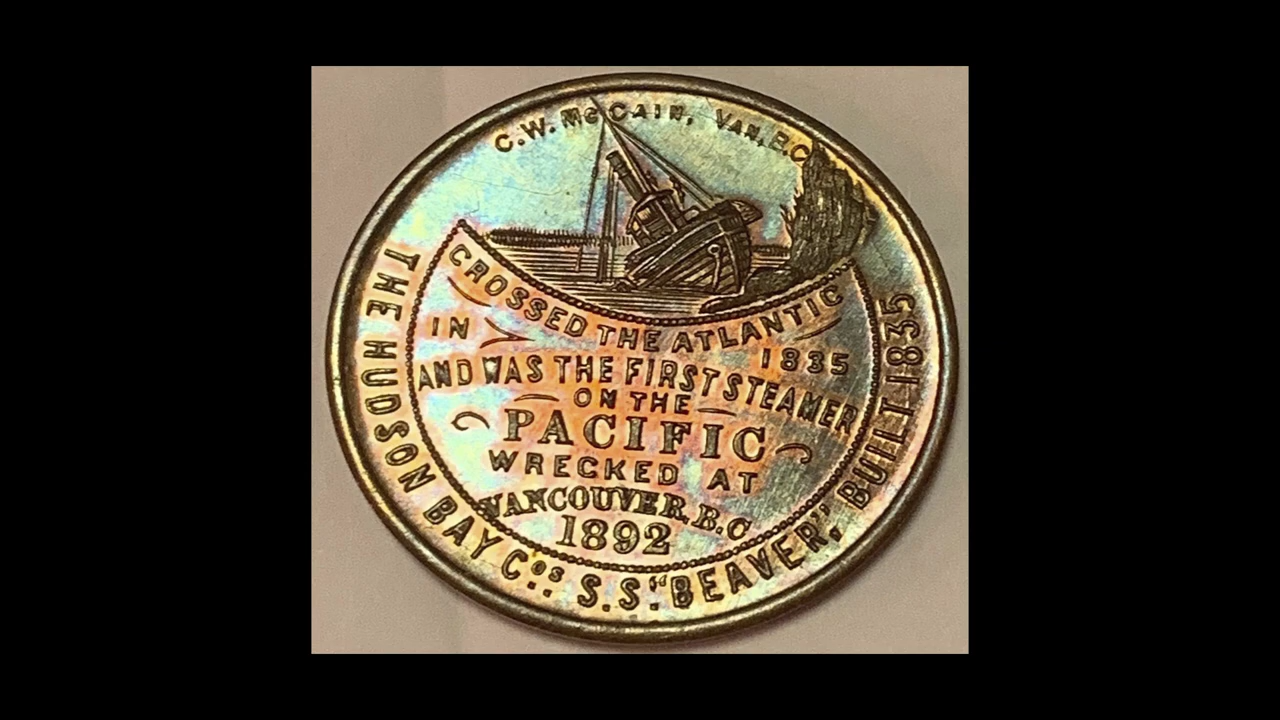 C.W. McCAIN, VAN, B.C
CROSSED THE ATLANTIC
IN 1835
AND WAS THE FIRST STEAMER
ON THE
PACIFIC
WRECKED AT
VANCOUVER, B.C
1892
THE HUDSON BAY Cos: S.S. "BEAVER," BUILT 1835